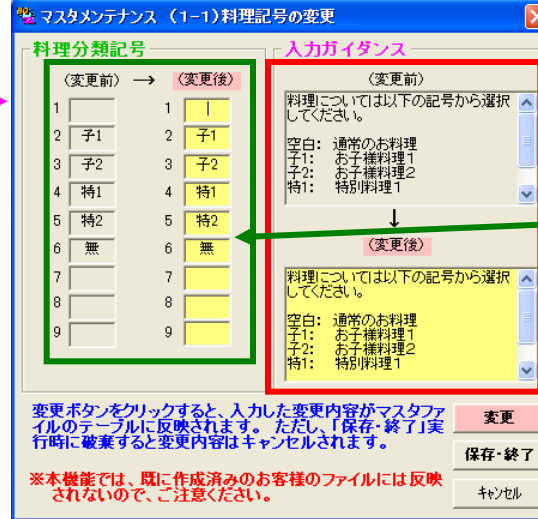 マスタメンテナンス (1-1)料理記号の変更
料理分類記号
(変更前) → (変更後)
1 1
2 子1 2 子1
3 子2 3 子2
4 特1 4 特1
5 特2 5 特2
6 無 6 無
7 7
8 8
9 9
入力ガイダンス
(変更前)
料理については以下の記号から選択
してください。
空白: 通常のお料理
子1: お子様料理1
子2: お子様料理2
特1: 特別料理1
↓
(変更後)
料理については以下の記号から選択
してください。
空白: 通常のお料理
子1: お子様料理1
子2: お子様料理2
特1: 特別料理1
変更ボタンをクリックすると、入力した変更内容がマスタファ
イルのテーブルに反映されます。 ただし、「保存・終了」実
行時に破棄すると変更内容はキャンセルされます。
※本機能では、既に作成済みのお客様のファイルには反映
されないので、ご注意ください。
変更
保存・終了
キャンセル